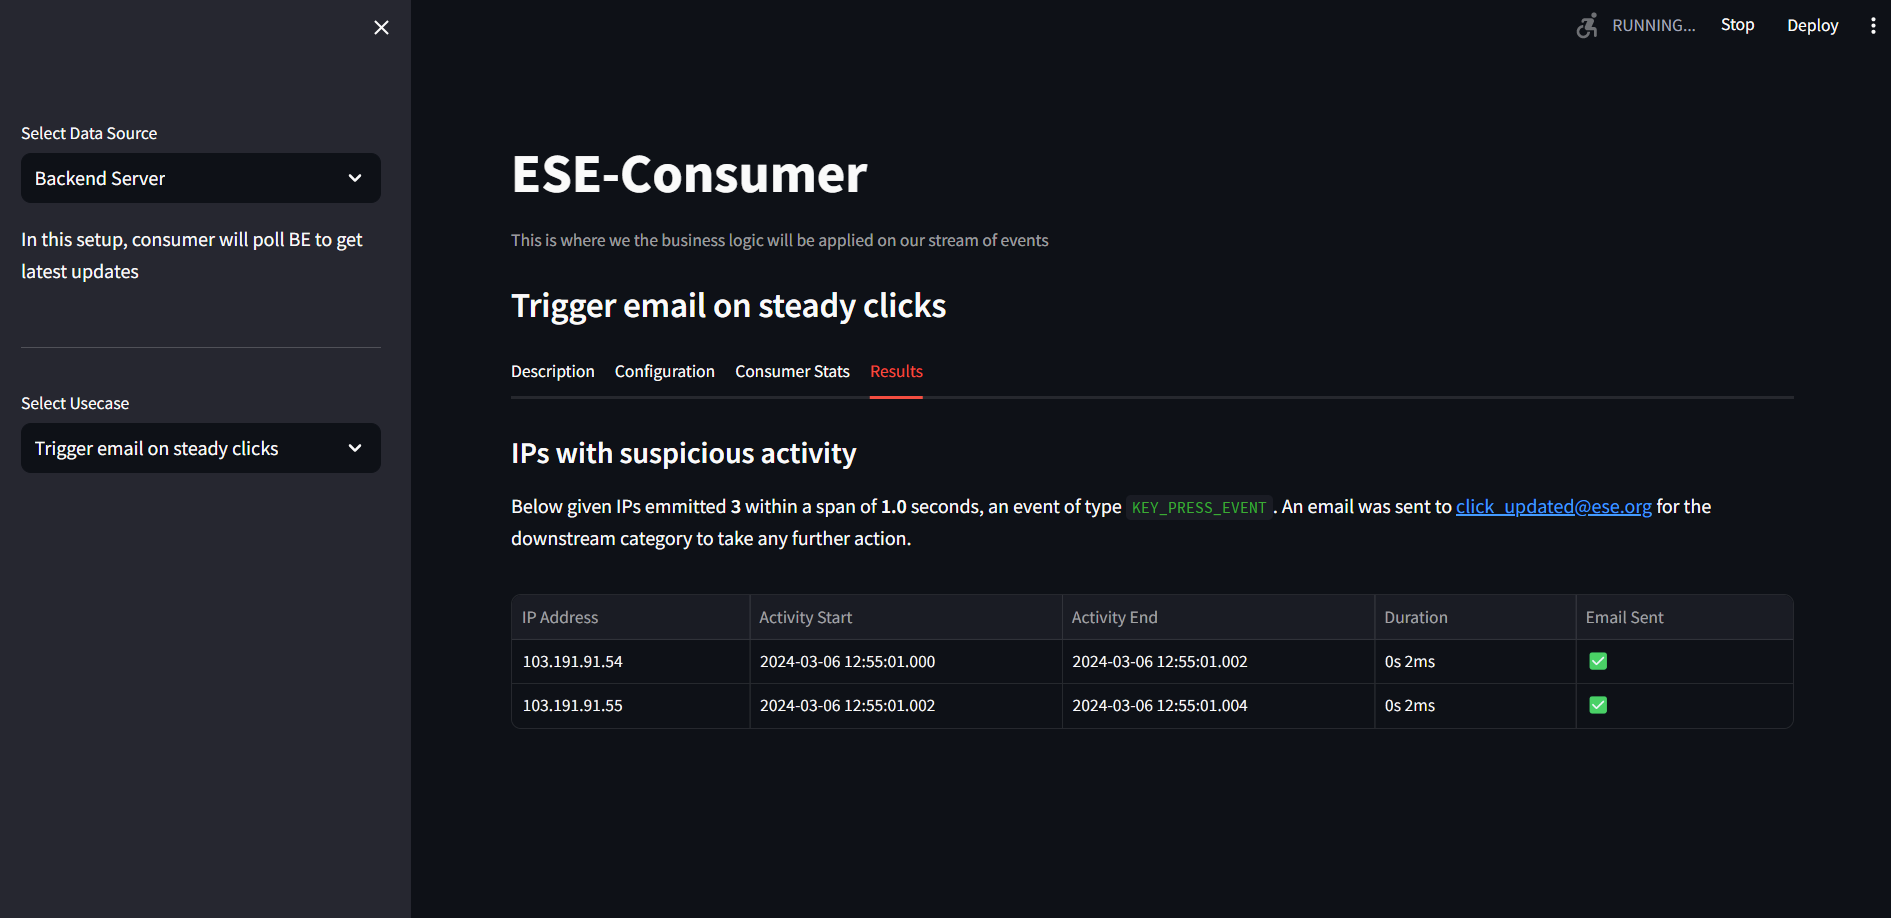 RUNNING...
Stop
Deploy
Select Data Source
Backend Server
In this setup, consumer will poll BE to get
latest updates
Select Usecase
Trigger email on steady clicks
ESE-Consumer
This is where we the business logic will be applied on our stream of events
Trigger email on steady clicks
Description Configuration Consumer Stats Results
IPs with suspicious activity
Below given IPs emmitted 3 within a span of 1.0 seconds, an event of type KEY_PRESS_EVENT . An email was sent to click_updated@ese.org for the
downstream category to take any further action.
IP Address Activity Start Activity End Duration Email Sent
103.191.91.54 2024-03-06 12:55:01.000 2024-03-06 12:55:01.002 0s 2ms
103.191.91.55 2024-03-06 12:55:01.002 2024-03-06 12:55:01.004 0s 2ms